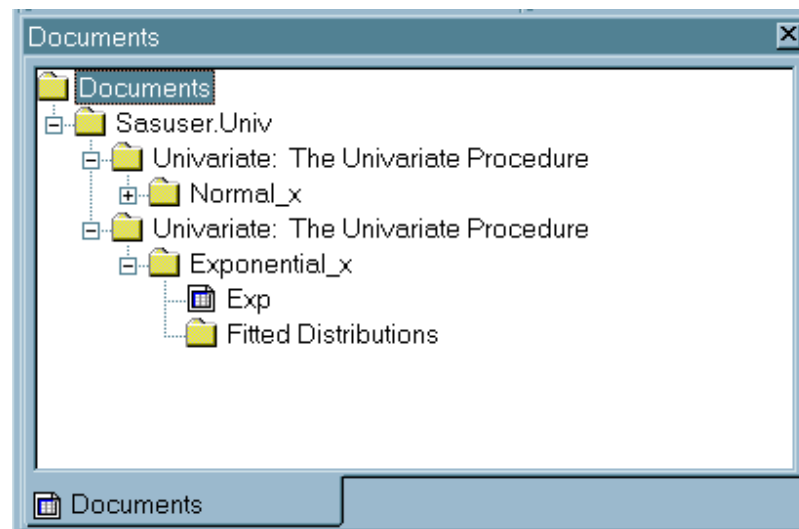 Documents
Documents
Sasuser.Univ
Univariate: The Univariate Procedure
Normal_x
Univariate: The Univariate Procedure
Exponential_x
Exp
Fitted Distributions
Documents